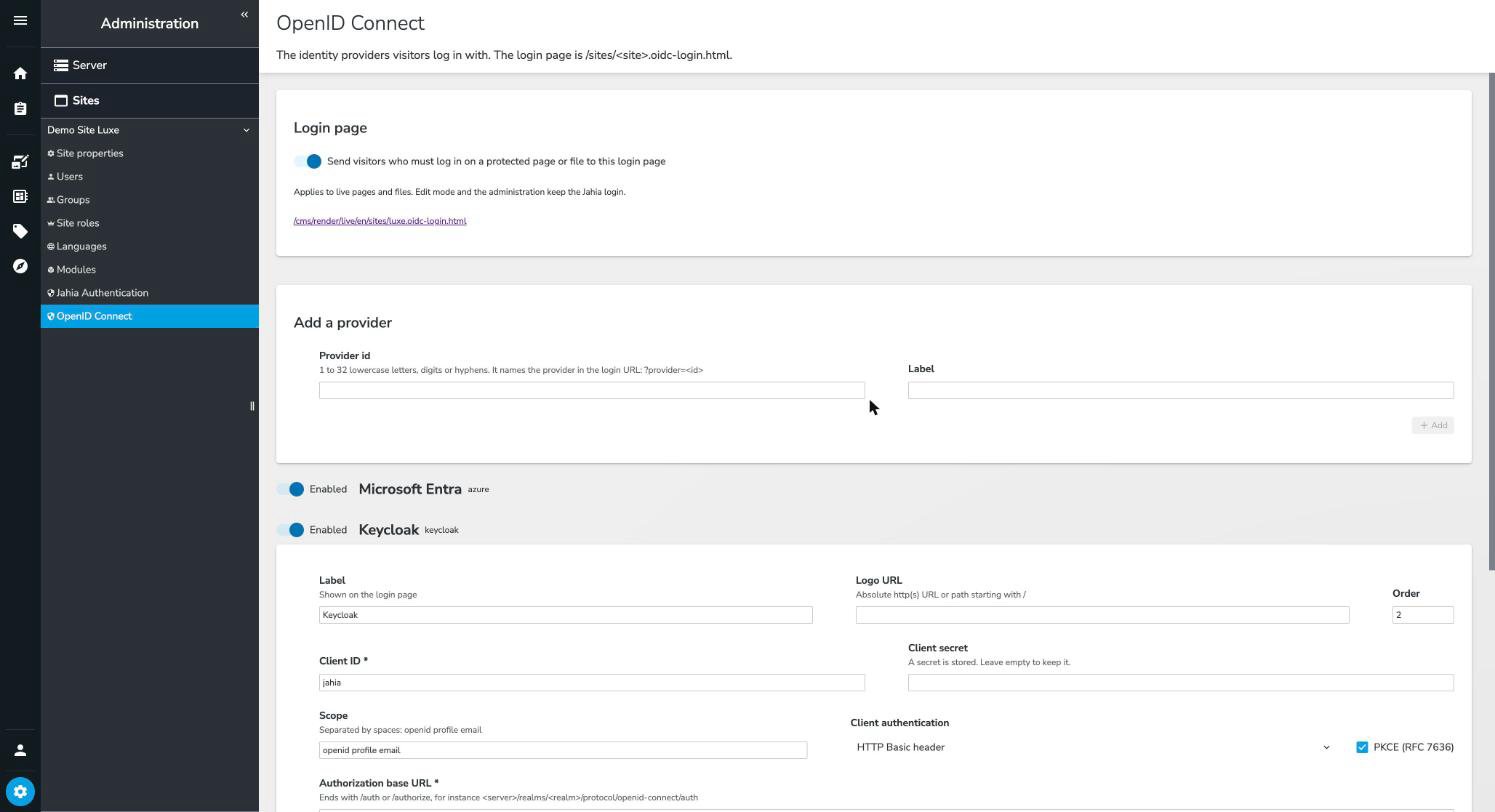 Administration
Server
Sites
Demo Site Luxe
Site properties
Users
Groups
Site roles
Languages
Modules
Jahia Authentication
OpenID Connect
OpenID Connect
The identity providers visitors log in with. The login page is /sites/<site>.oidc-login.html.
Login page
Send visitors who must log in on a protected page or file to this login page
Applies to live pages and files. Edit mode and the administration keep the Jahia login.
/cms/render/live/en/sites/luxe.oidc-login.html
Add a provider
Provider id
1 to 32 lowercase letters, digits or hyphens. It names the provider in the login URL: ?provider=<id>
Label
+ Add
Enabled Microsoft Entra azure
Enabled Keycloak keycloak
Label
Shown on the login page
Keycloak
Logo URL
Absolute http(s) URL or path starting with /
Order
2
Client ID *
jahia
Client secret
A secret is stored. Leave empty to keep it.
Scope
Separated by spaces: openid profile email
openid profile email
Client authentication
HTTP Basic header
PKCE (RFC 7636)
Authorization base URL *
Ends with /auth or /authorize, for instance <server>/realms/<realm>/protocol/openid-connect/auth